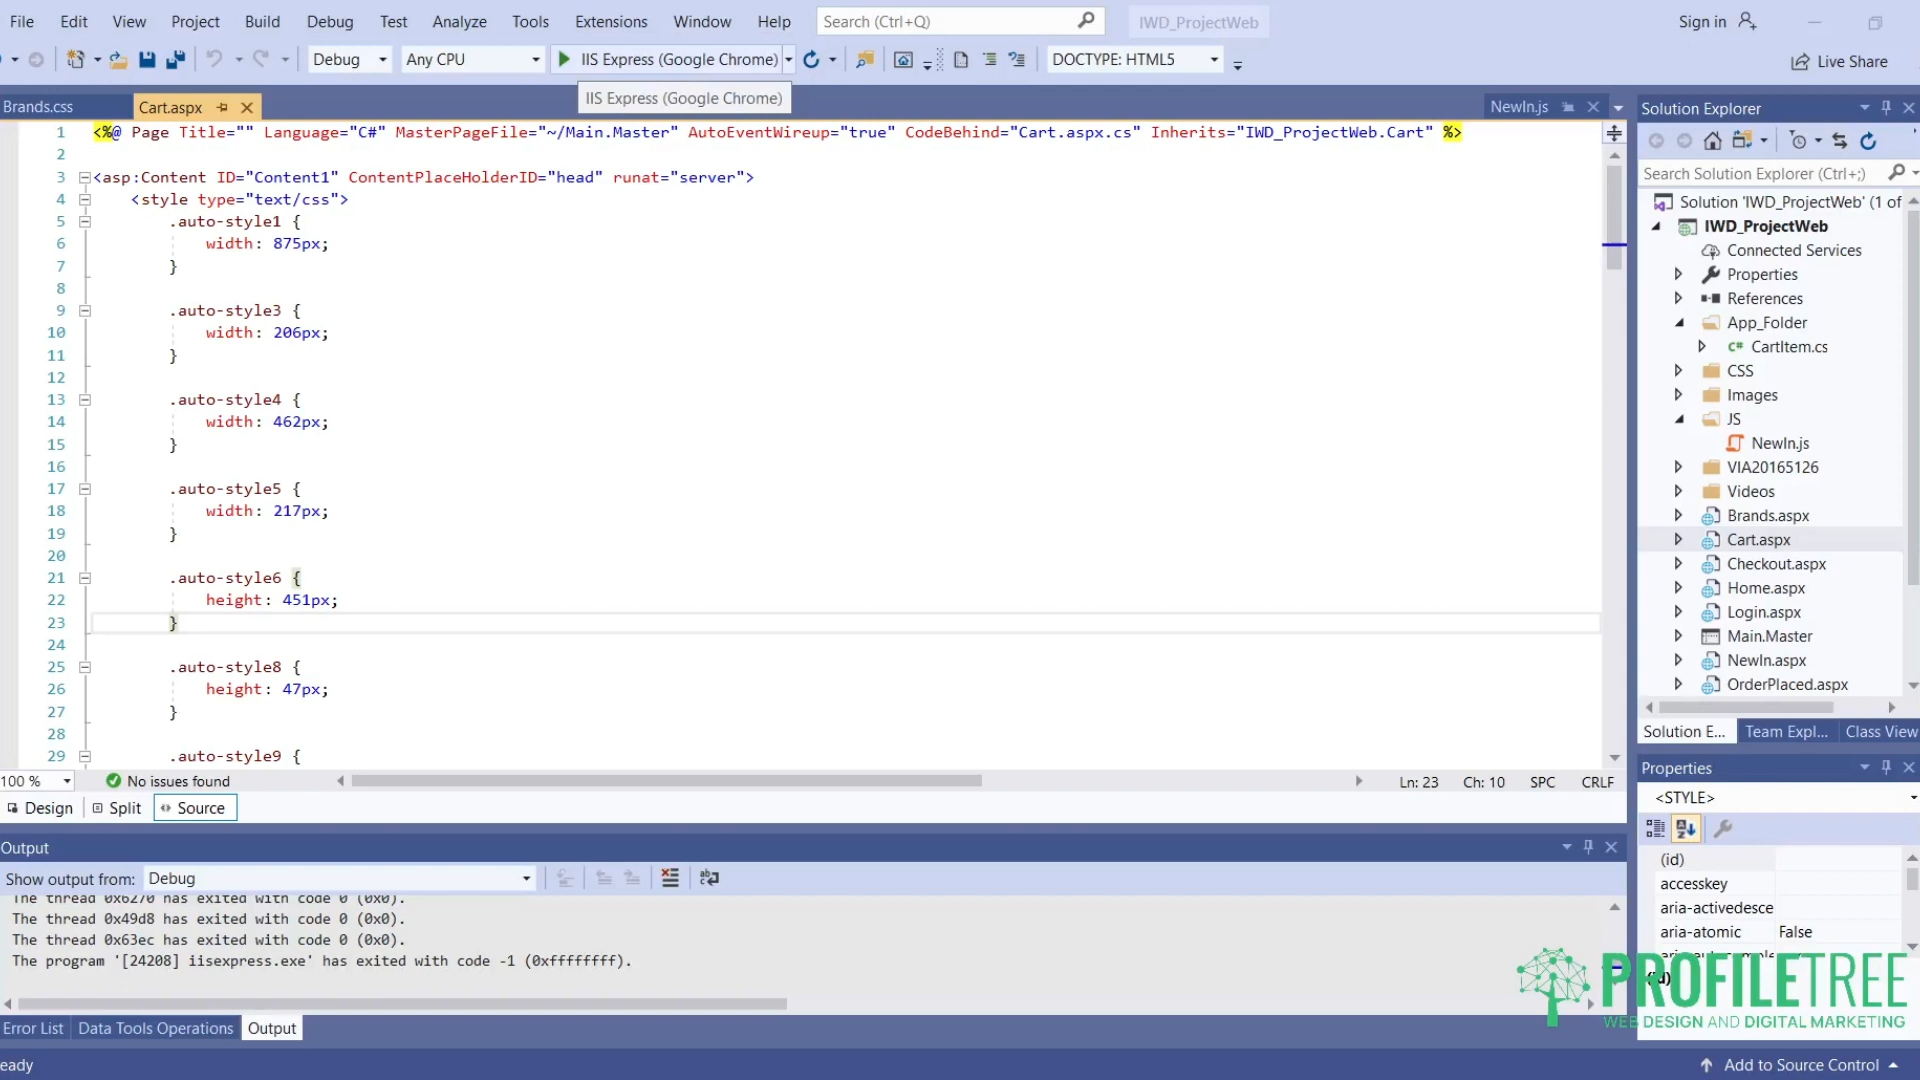 File Edit View Project Build Debug Test Analyze Tools Extensions Window Help Search (Ctrl+Q) IWD_ProjectWeb Sign in
Debug Any CPU IIS Express (Google Chrome) DOCTYPE: HTML5 Live Share
IIS Express (Google Chrome)
Brands.css Cart.aspx NewIn.js
1 <%@ Page Title="" Language="C#" MasterPageFile="~/Main.Master" AutoEventWireup="true" CodeBehind="Cart.aspx.cs" Inherits="IWD_ProjectWeb.Cart" %>
2
3 <asp:Content ID="Content1" ContentPlaceHolderID="head" runat="server">
4 <style type="text/css">
5 .auto-style1 {
6 width: 875px;
7 }
8
9 .auto-style3 {
10 width: 206px;
11 }
12
13 .auto-style4 {
14 width: 462px;
15 }
16
17 .auto-style5 {
18 width: 217px;
19 }
20
21 .auto-style6 {
22 height: 451px;
23 }
24
25 .auto-style8 {
26 height: 47px;
27 }
28
29 .auto-style9 {
100 % No issues found Ln: 23 Ch: 10 SPC CRLF
Design Split Source
Output
Show output from: Debug
The thread 0x6270 has exited with code 0 (0x0).
The thread 0x49d8 has exited with code 0 (0x0).
The thread 0x63ec has exited with code 0 (0x0).
The program '[24208] iisexpress.exe' has exited with code -1 (0xffffffff).
Error List Data Tools Operations Output
eady
Solution Explorer
Search Solution Explorer (Ctrl+;)
Solution 'IWD_ProjectWeb' (1 of
IWD_ProjectWeb
Connected Services
Properties
References
App_Folder
C# CartItem.cs
CSS
Images
JS
NewIn.js
VIA20165126
Videos
Brands.aspx
Cart.aspx
Checkout.aspx
Home.aspx
Login.aspx
Main.Master
NewIn.aspx
OrderPlaced.aspx
Solution E... Team Expl... Class View
Properties
<STYLE>
(id)
accesskey
aria-activedesce
aria-atomic False
PROFILETREE
WEB DESIGN AND DIGITAL MARKETING
Add to Source Control